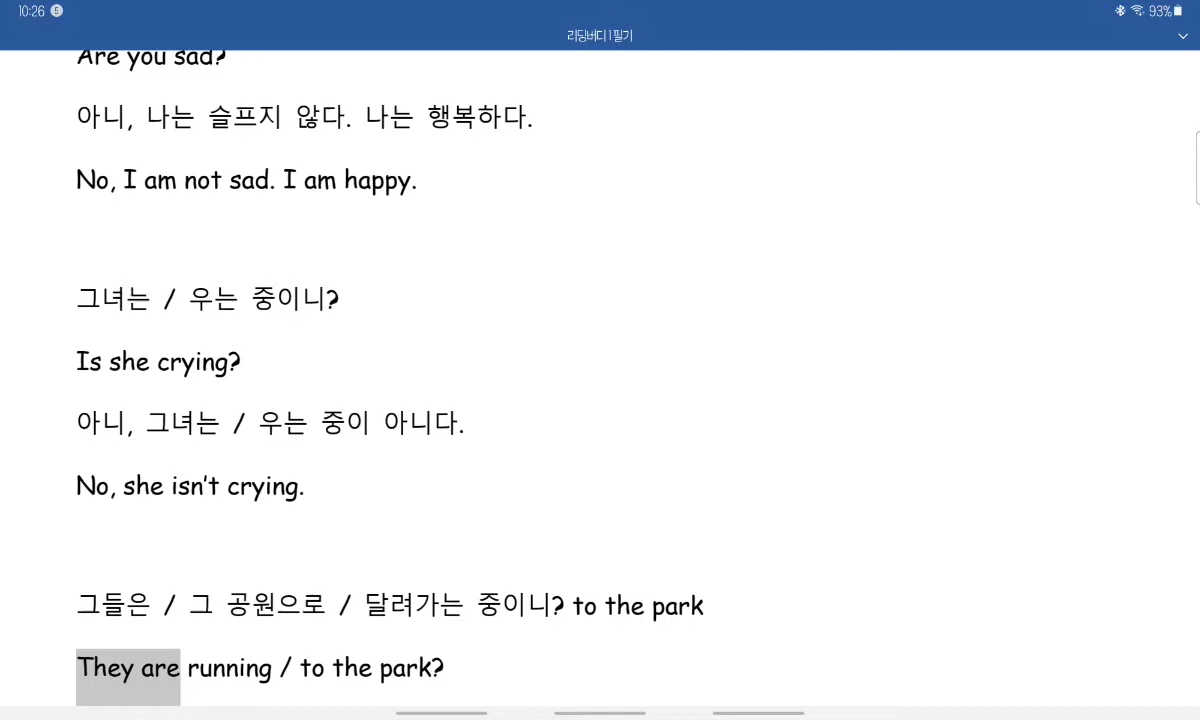 10:26
93%
리딩버디 1 필기
Are you sad?
아니, 나는 슬프지 않다. 나는 행복하다.
No, I am not sad. I am happy.
그녀는 / 우는 중이니?
Is she crying?
아니, 그녀는 / 우는 중이 아니다.
No, she isn't crying.
그들은 / 그 공원으로 / 달려가는 중이니? to the park
They are running / to the park?